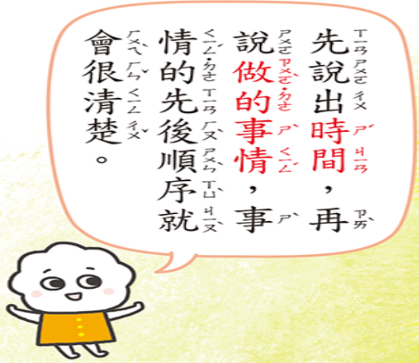 先說出時間，再
說做的事情，事
情的先後順序就
會很清楚。